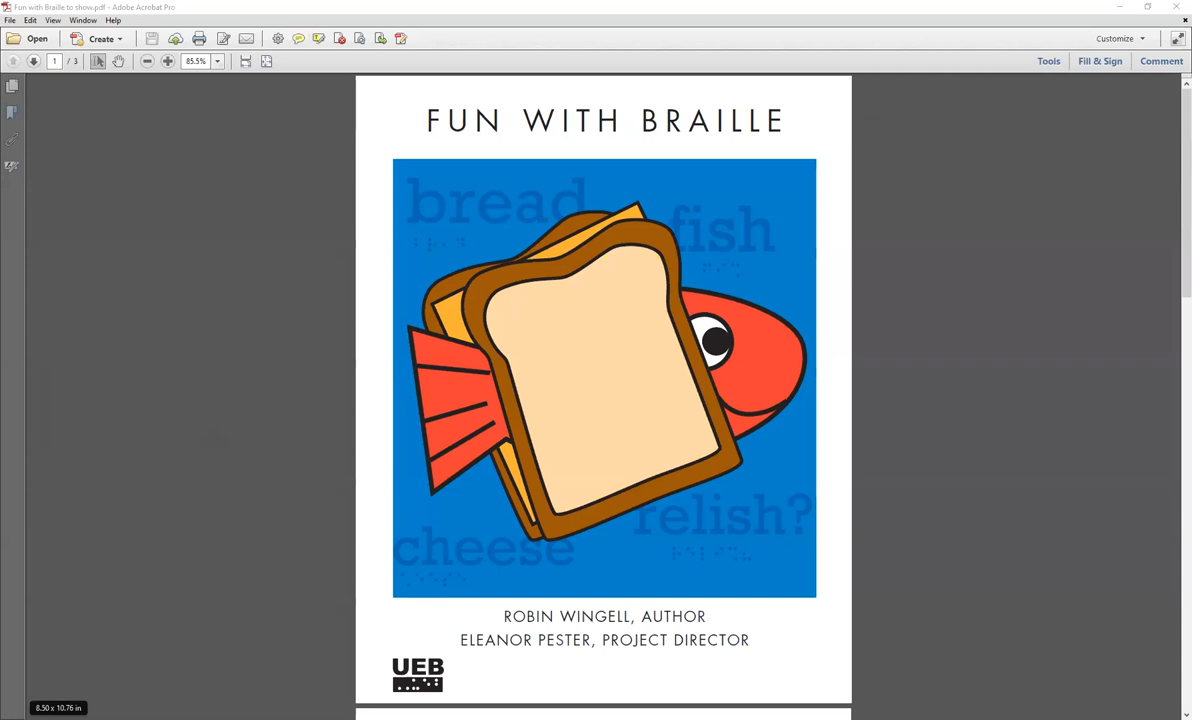 Fun with Braille to show.pdf - Adobe Acrobat Pro
File Edit View Window Help
Open Create Customize
1 / 3 85.5% Tools Fill & Sign Comment
FUN WITH BRAILLE
bread
fish
relish?
cheese
ROBIN WINGELL, AUTHOR
ELEANOR PESTER, PROJECT DIRECTOR
UEB
8.50 x 10.76 in